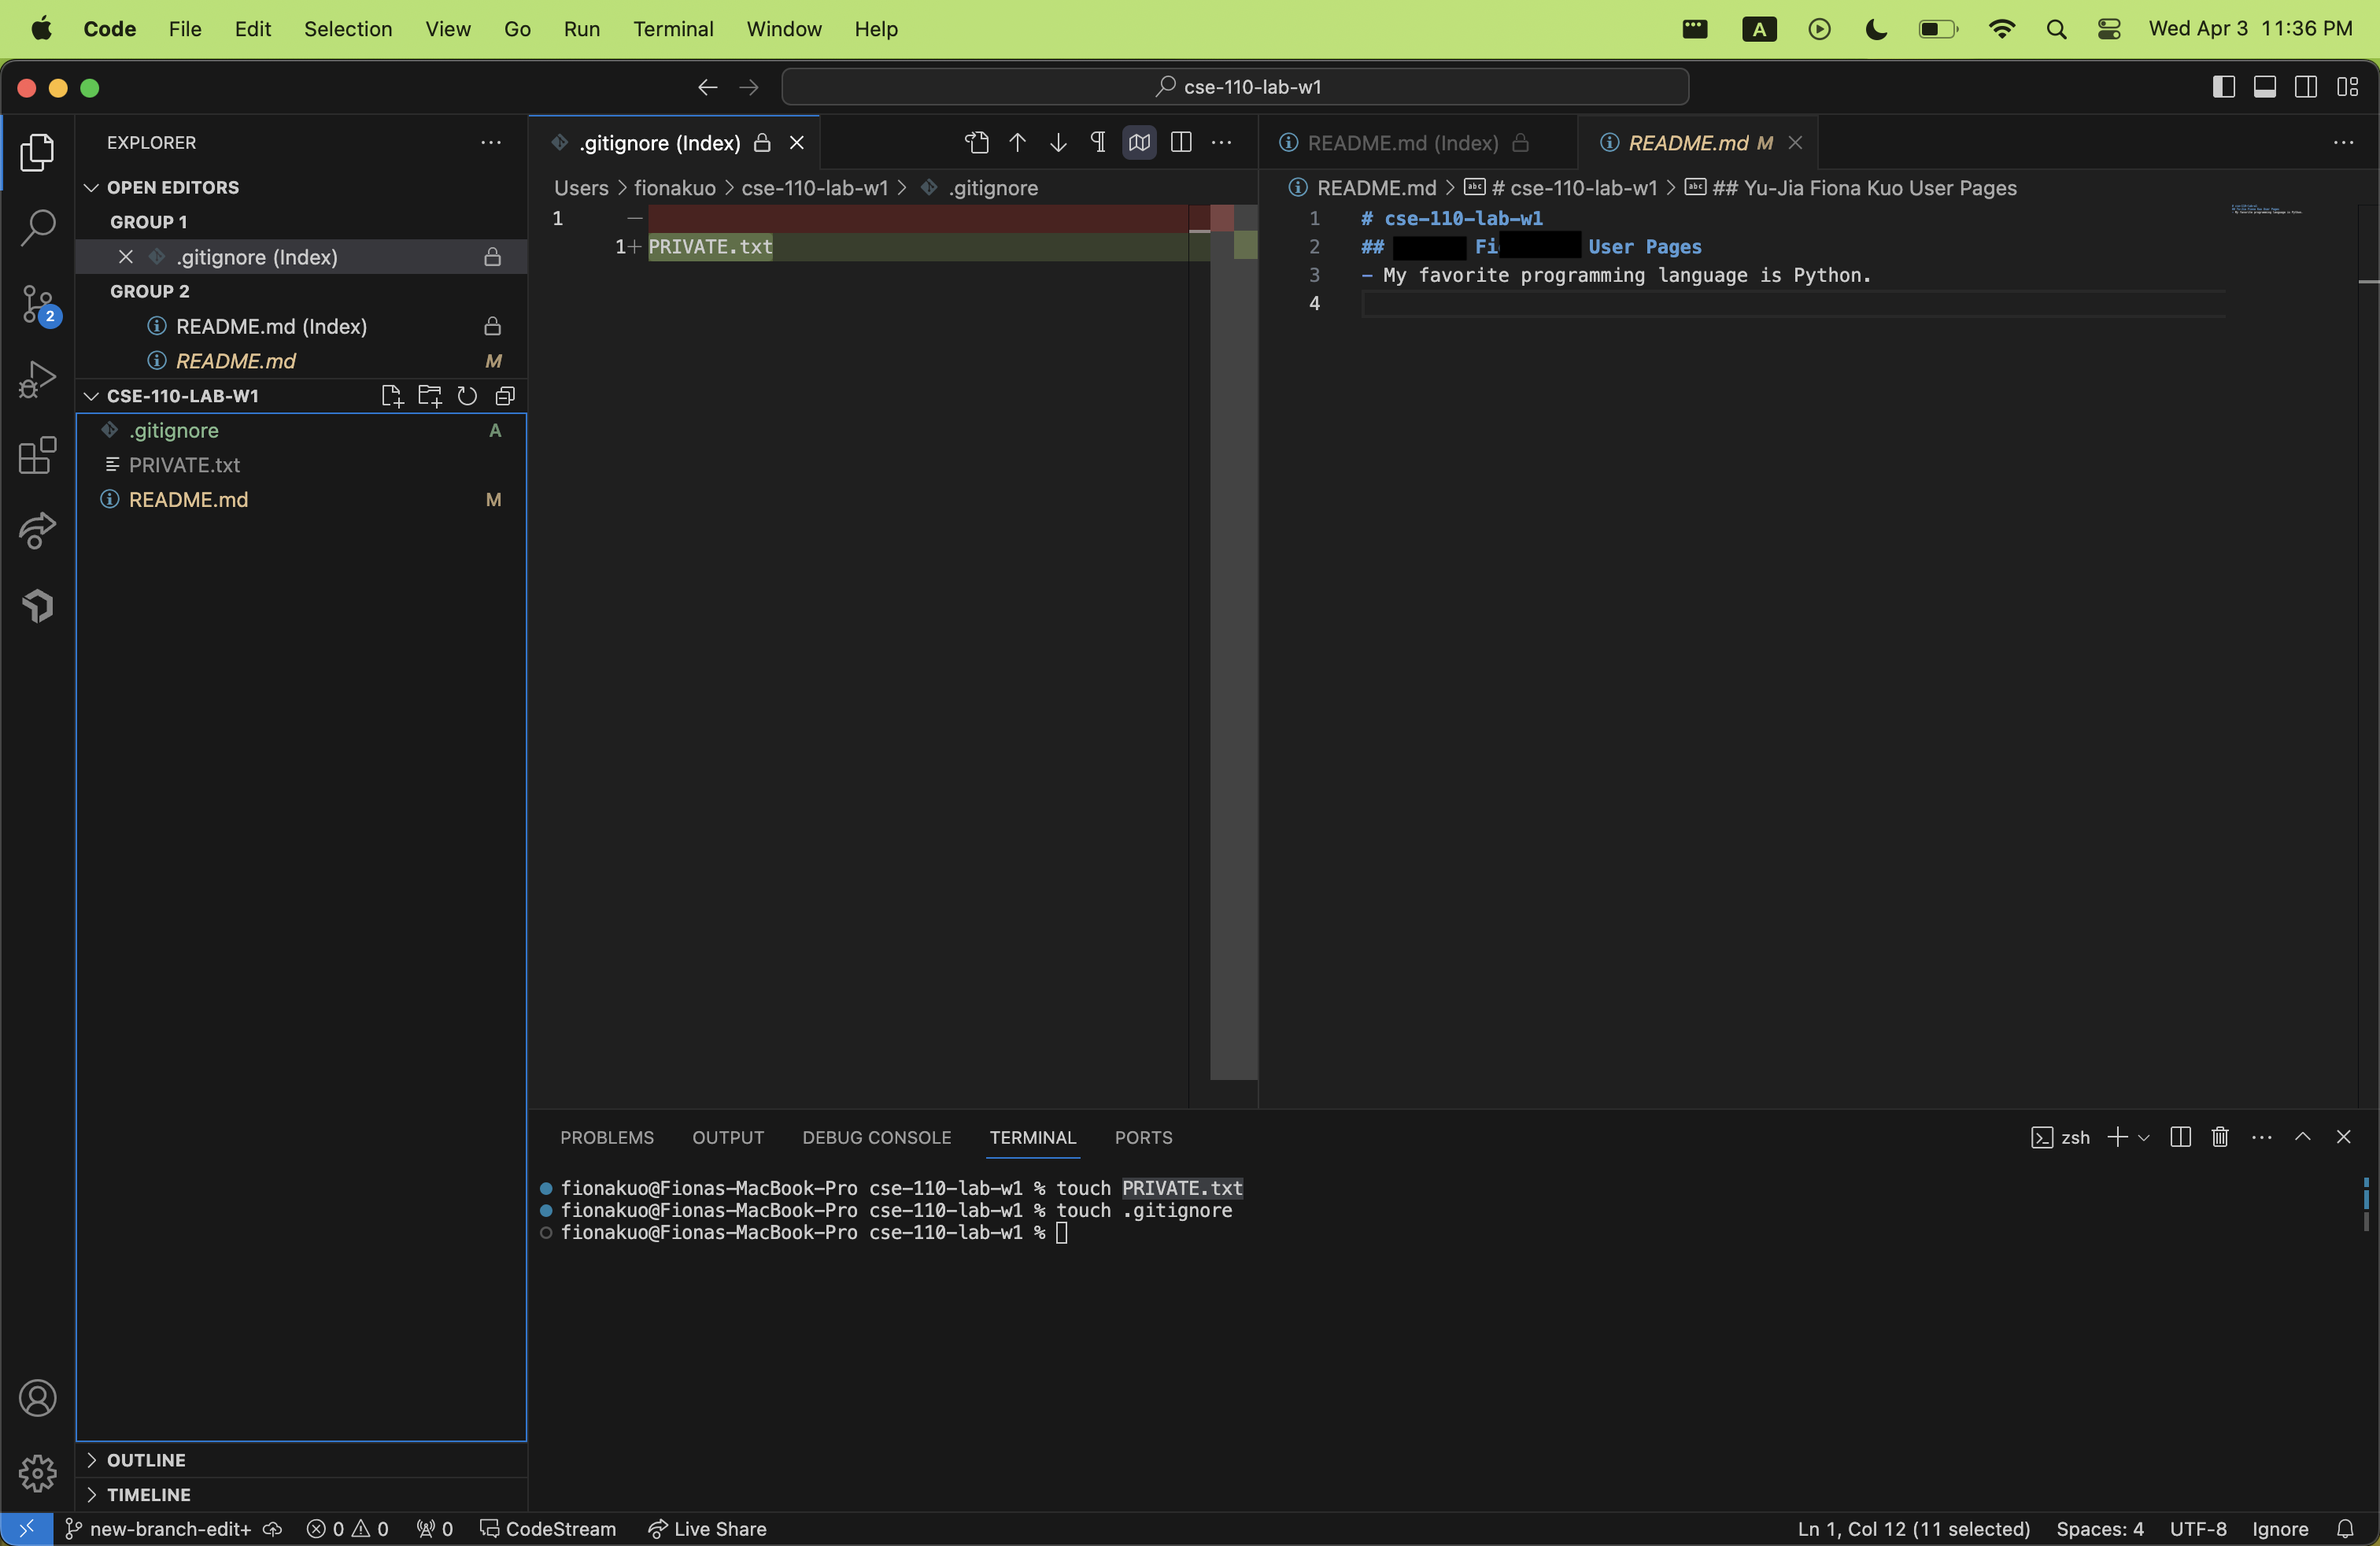 Code File Edit Selection View Go Run Terminal Window Help
A
Wed Apr 3 11:36 PM
cse-110-lab-w1
EXPLORER
OPEN EDITORS
GROUP 1
.gitignore (Index)
GROUP 2
README.md (Index)
README.md M
CSE-110-LAB-W1
.gitignore A
PRIVATE.txt
README.md M
2
OUTLINE
TIMELINE
.gitignore (Index)
Users > fionakuo > cse-110-lab-w1 > .gitignore
1 —
1+ PRIVATE.txt
README.md (Index) README.md M
README.md > # cse-110-lab-w1 > ## Yu-Jia Fiona Kuo User Pages
1 # cse-110-lab-w1
2 ## Fi User Pages
3 - My favorite programming language is Python.
4
PROBLEMS OUTPUT DEBUG CONSOLE TERMINAL PORTS
zsh
fionakuo@Fionas-MacBook-Pro cse-110-lab-w1 % touch PRIVATE.txt
fionakuo@Fionas-MacBook-Pro cse-110-lab-w1 % touch .gitignore
fionakuo@Fionas-MacBook-Pro cse-110-lab-w1 %
new-branch-edit+ 0 0 0 CodeStream Live Share
Ln 1, Col 12 (11 selected) Spaces: 4 UTF-8 Ignore